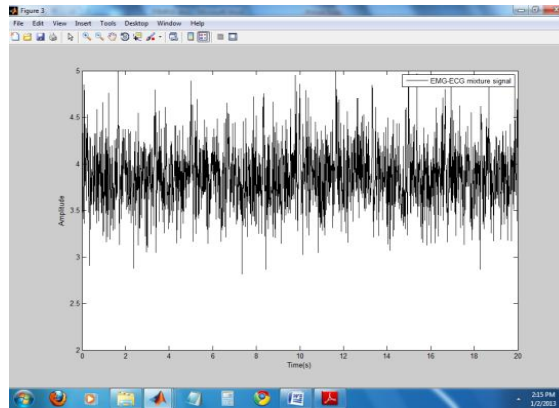 Figure 3
File Edit View Insert Tools Desktop Window Help
EMG-ECG mixture signal
5
4.5
4
3.5
3
2.5
2
Amplitude
0 2 4 6 8 10 12 14 16 18 20
Time(s)
2:15 PM
1/2/2013